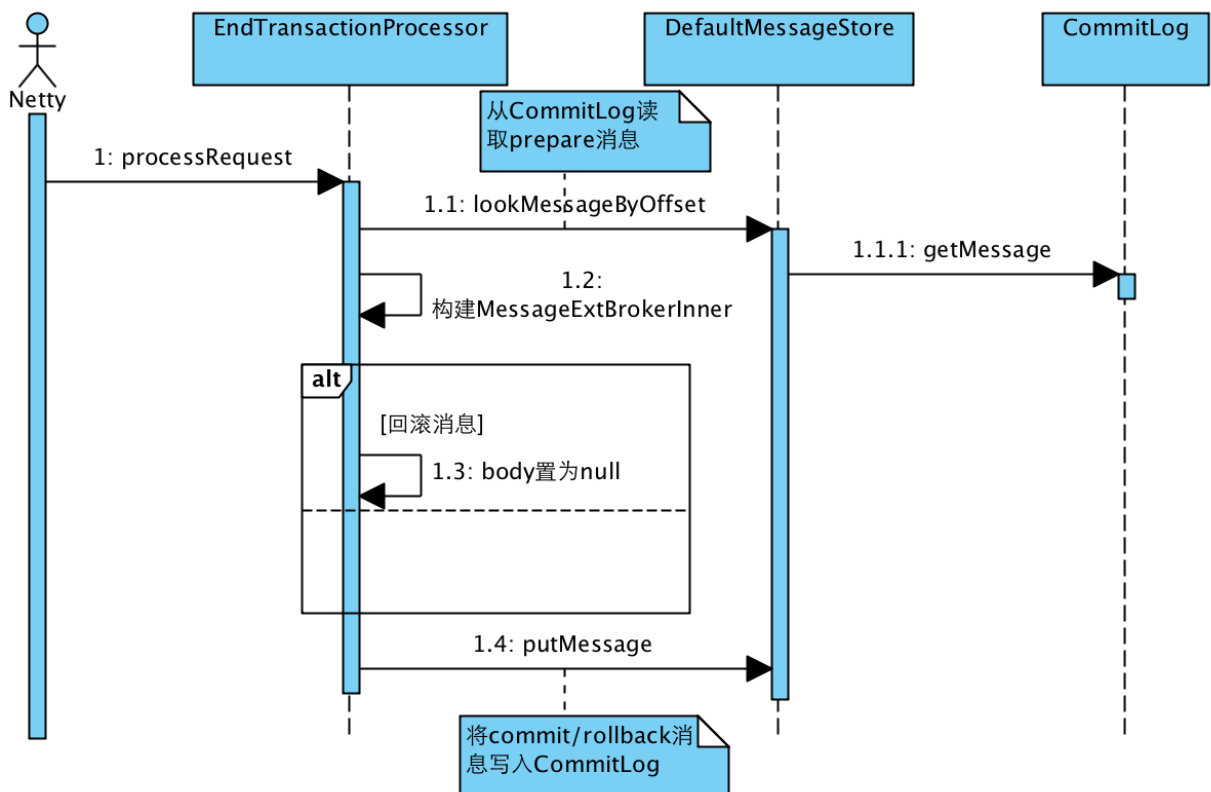 EndTransactionProcessor
DefaultMessageStore
CommitLog
Netty
从CommitLog读
取prepare消息
1: processRequest
1.1: lookMessageByOffset
1.1.1: getMessage
1.2:
构建MessageExtBrokerInner
alt
[回滚消息]
1.3: body置为null
1.4: putMessage
将commit/rollback消
息写入CommitLog